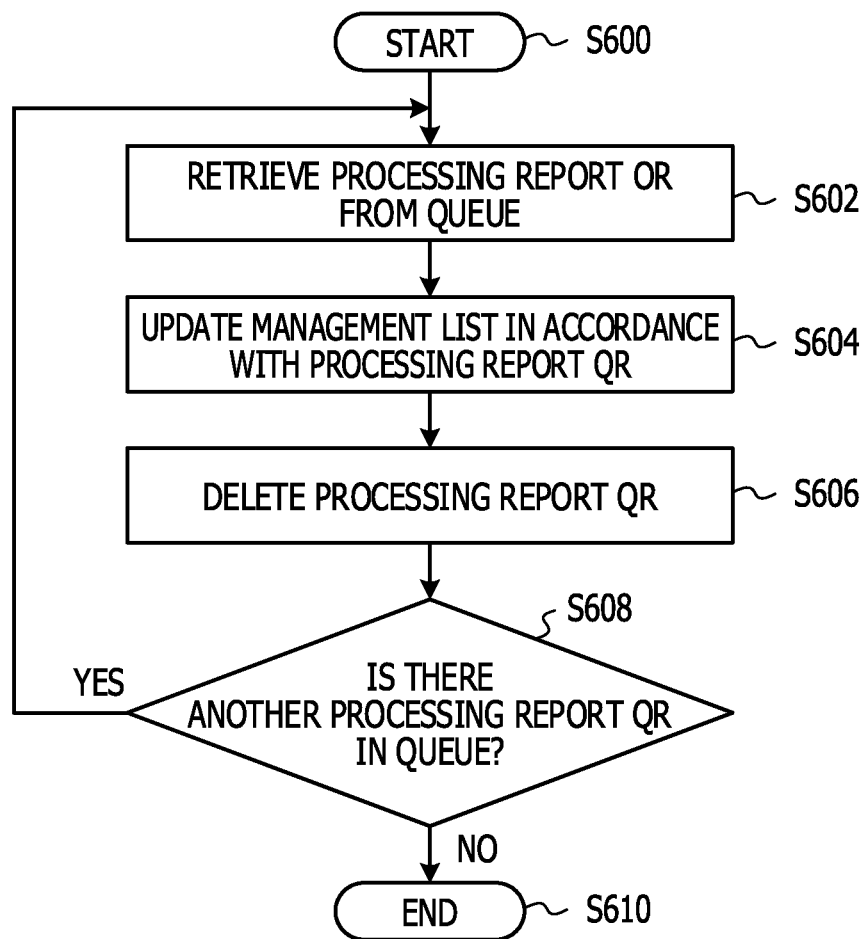 START
S600
RETRIEVE PROCESSING REPORT OR
FROM QUEUE
S602
UPDATE MANAGEMENT LIST IN ACCORDANCE
WITH PROCESSING REPORT QR
S604
DELETE PROCESSING REPORT QR
S606
S608
YES
IS THERE
ANOTHER PROCESSING REPORT QR
IN QUEUE?
NO
END
S610